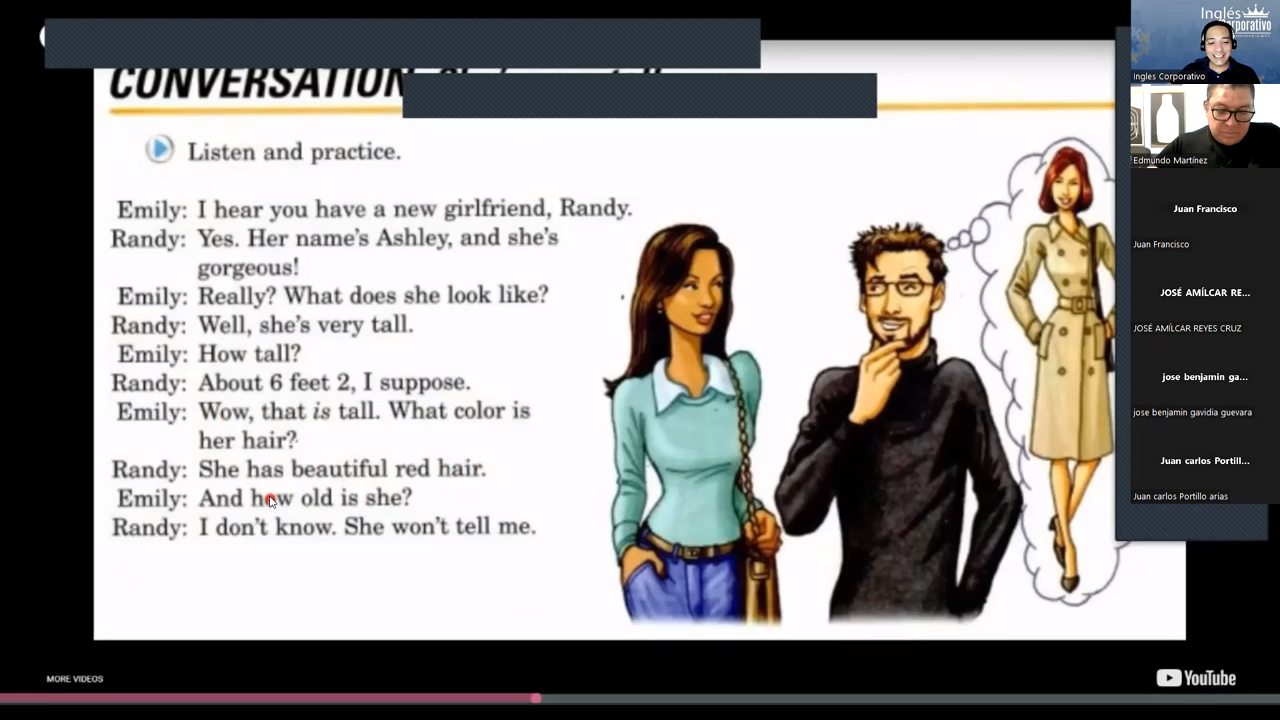 CONVERSATION
Listen and practice.
Emily: I hear you have a new girlfriend, Randy.
Randy: Yes. Her name's Ashley, and she's
gorgeous!
Emily: Really? What does she look like?
Randy: Well, she's very tall.
Emily: How tall?
Randy: About 6 feet 2, I suppose.
Emily: Wow, that is tall. What color is
her hair?
Randy: She has beautiful red hair.
Emily: And how old is she?
Randy: I don't know. She won't tell me.
MORE VIDEOS
YouTube
Inglés
Corporativo
Ingles Corporativo
Edmundo Martínez
Juan Francisco
Juan Francisco
JOSÉ AMÍLCAR RE...
JOSÉ AMÍLCAR REYES CRUZ
jose benjamin ga...
jose benjamin gavidia guevara
Juan carlos Portill...
Juan carlos Portillo arias